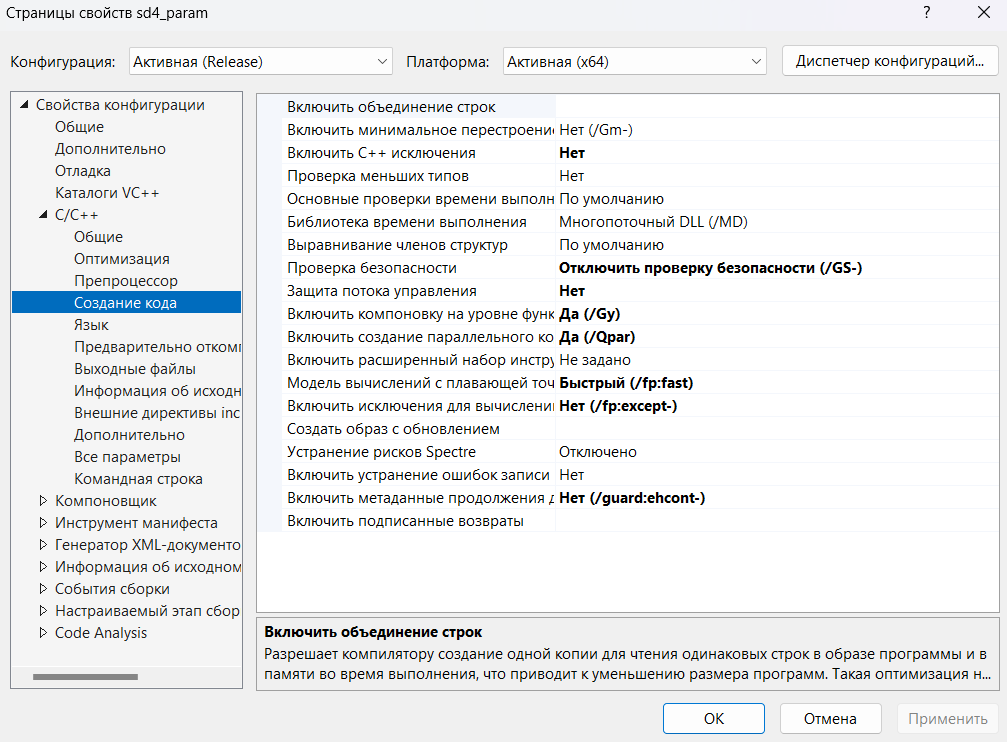 Страницы свойств sd4_param
?
Конфигурация: Активная (Release) Платформа: Активная (x64) Диспетчер конфигураций...
Свойства конфигурации
Общие
Дополнительно
Отладка
Каталоги VC++
C/C++
Общие
Оптимизация
Препроцессор
Создание кода
Язык
Предварительно откомп
Выходные файлы
Информация об исходн
Внешние директивы inc
Дополнительно
Все параметры
Командная строка
Компоновщик
Инструмент манифеста
Генератор XML-документо
Информация об исходном
События сборки
Настраиваемый этап сбор
Code Analysis
Включить объединение строк
Включить минимальное перестроение Нет (/Gm-)
Включить C++ исключения Нет
Проверка меньших типов Нет
Основные проверки времени выполн По умолчанию
Библиотека времени выполнения Многопоточный DLL (/MD)
Выравнивание членов структур По умолчанию
Проверка безопасности Отключить проверку безопасности (/GS-)
Защита потока управления Нет
Включить компоновку на уровне функ Да (/Gy)
Включить создание параллельного ко Да (/Qpar)
Включить расширенный набор инстру Не задано
Модель вычислений с плавающей точ Быстрый (/fp:fast)
Включить исключения для вычислени Нет (/fp:except-)
Создать образ с обновлением
Устранение рисков Spectre Отключено
Включить устранение ошибок записи Нет
Включить метаданные продолжения д Нет (/guard:ehcont-)
Включить подписанные возвраты
Включить объединение строк
Разрешает компилятору создание одной копии для чтения одинаковых строк в образе программы и в
памяти во время выполнения, что приводит к уменьшению размера программ. Такая оптимизация н...
ОК Отмена Применить